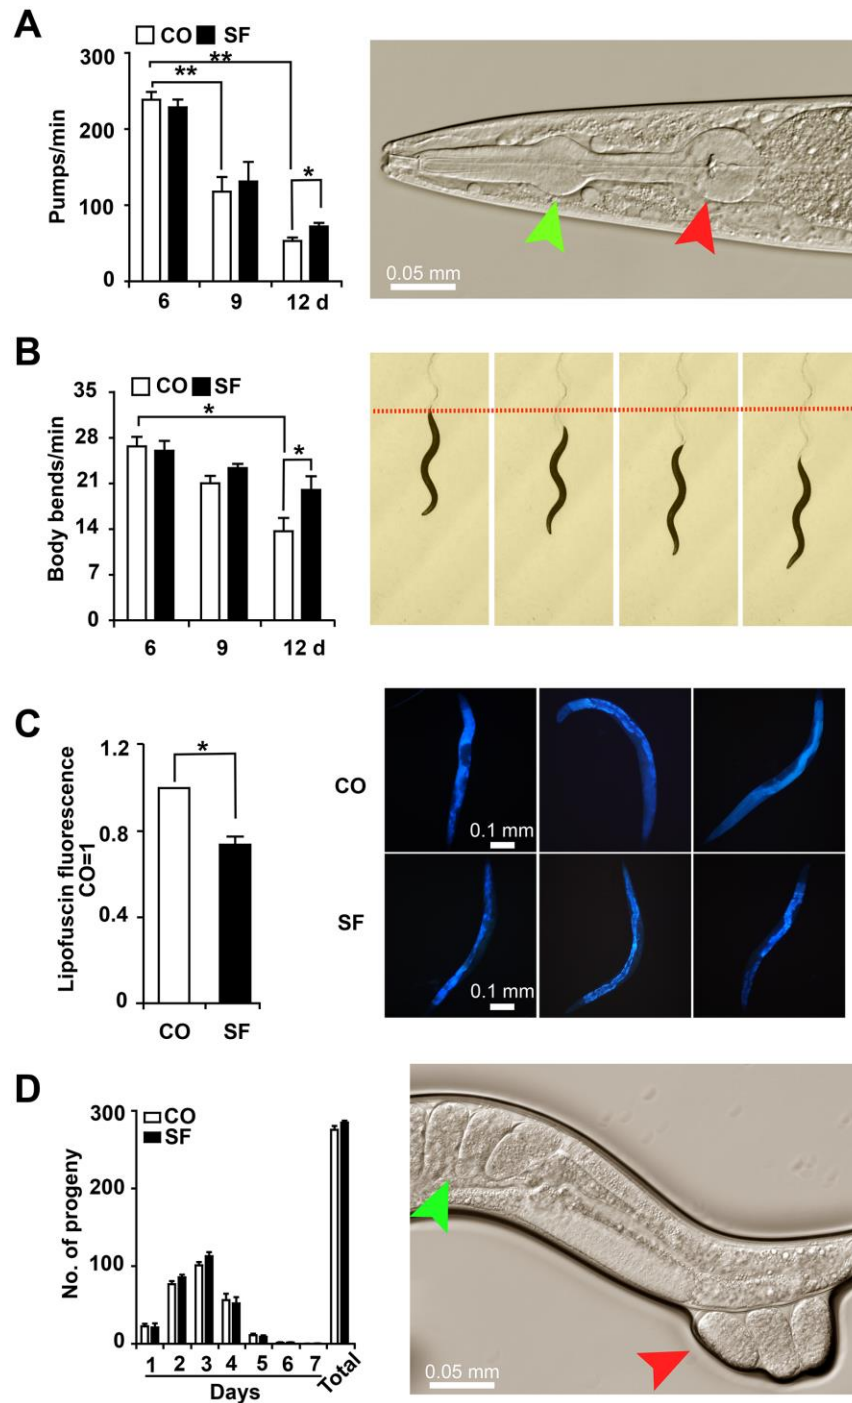 A
CO SF
300
200
100
0
Pumps/min
** **
*
6 9 12 d
0.05 mm
B
CO SF
35
28
21
14
7
0
Body bends/min
*
*
6 9 12 d
C
1.2
0.8
0.4
0
Lipofuscin fluorescence
CO=1
*
CO SF
CO
0.1 mm
SF
0.1 mm
D
CO
SF
300
200
100
0
No. of progeny
1 2 3 4 5 6 7 Total
Days
0.05 mm